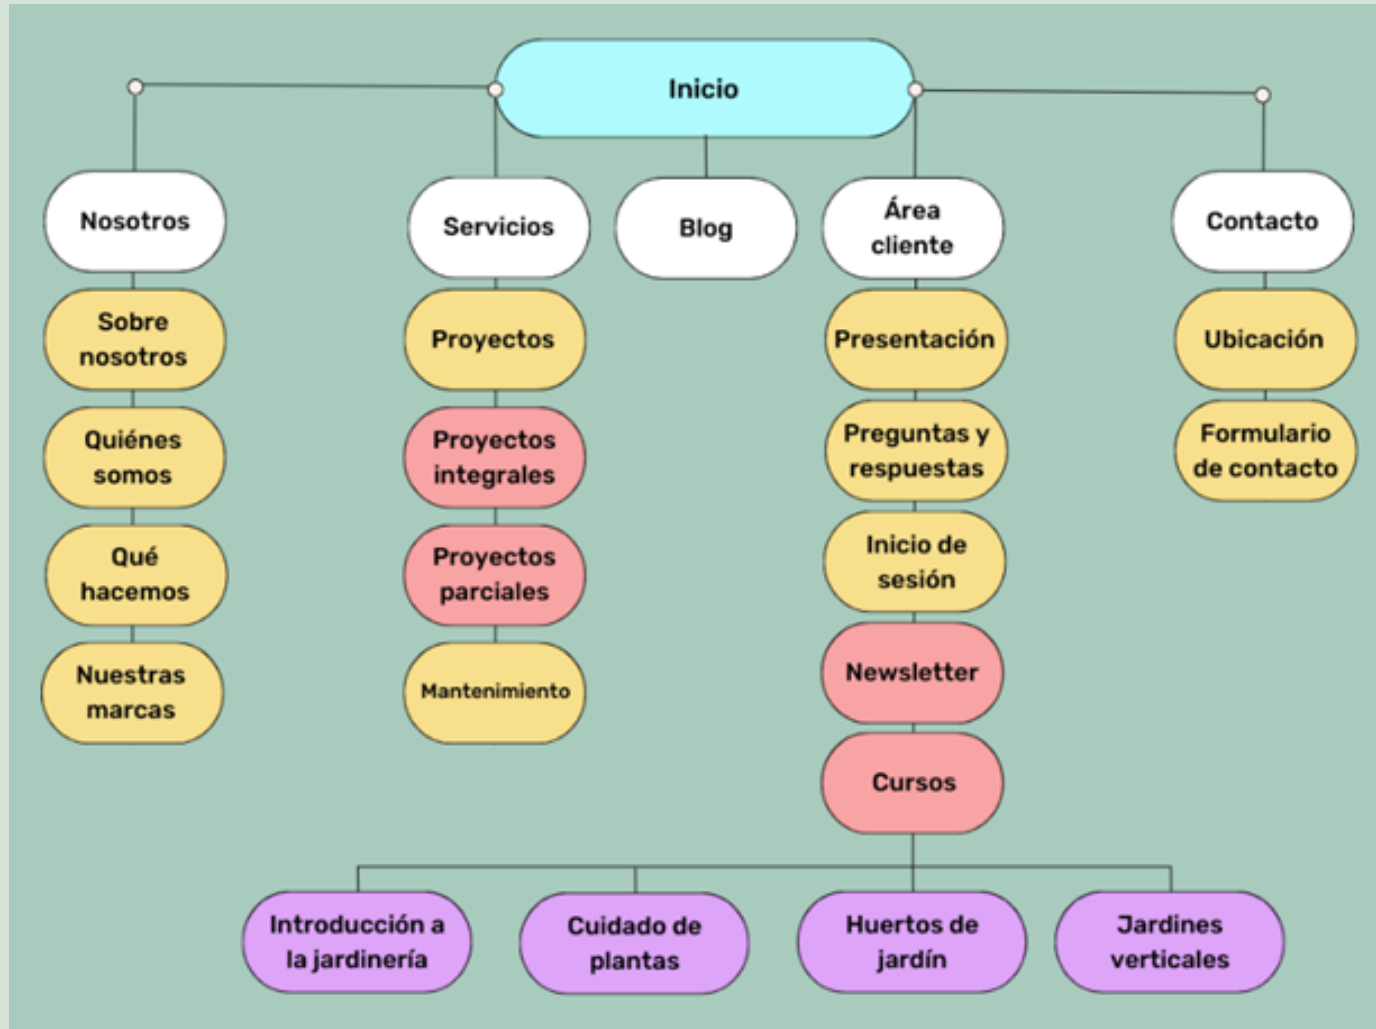 Inicio
Nosotros
Servicios
Blog
Área
cliente
Contacto
Sobre
nosotros
Proyectos
Presentación
Ubicación
Quiénes
somos
Proyectos
integrales
Preguntas y
respuestas
Formulario
de contacto
Qué
hacemos
Proyectos
parciales
Inicio de
sesión
Nuestras
marcas
Mantenimiento
Newsletter
Cursos
Introducción a
la jardinería
Cuidado de
plantas
Huertos de
jardín
Jardines
verticales